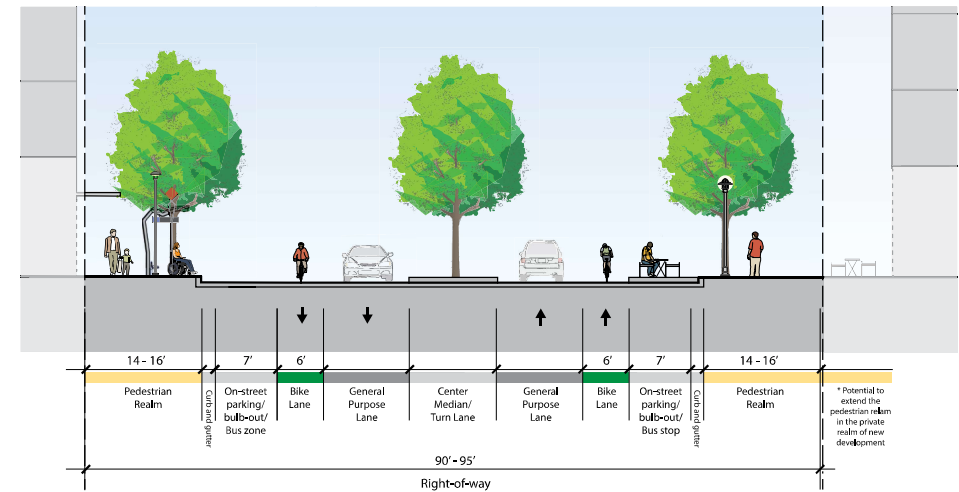 14 - 16'
7'
6'
6'
7'
14 - 16'
Pedestrian
Realm
Curb and gutter
On-street
parking/
bulb-out/
Bus zone
Bike
Lane
General
Purpose
Lane
Center
Median/
Turn Lane
General
Purpose
Lane
Bike
Lane
On-street
parking/
bulb-out/
Bus stop
Curb and gutter
Pedestrian
Realm
* Potential to
extend the
pedestrian relam
in the private
realm of new
development
90' - 95'
Right-of-way